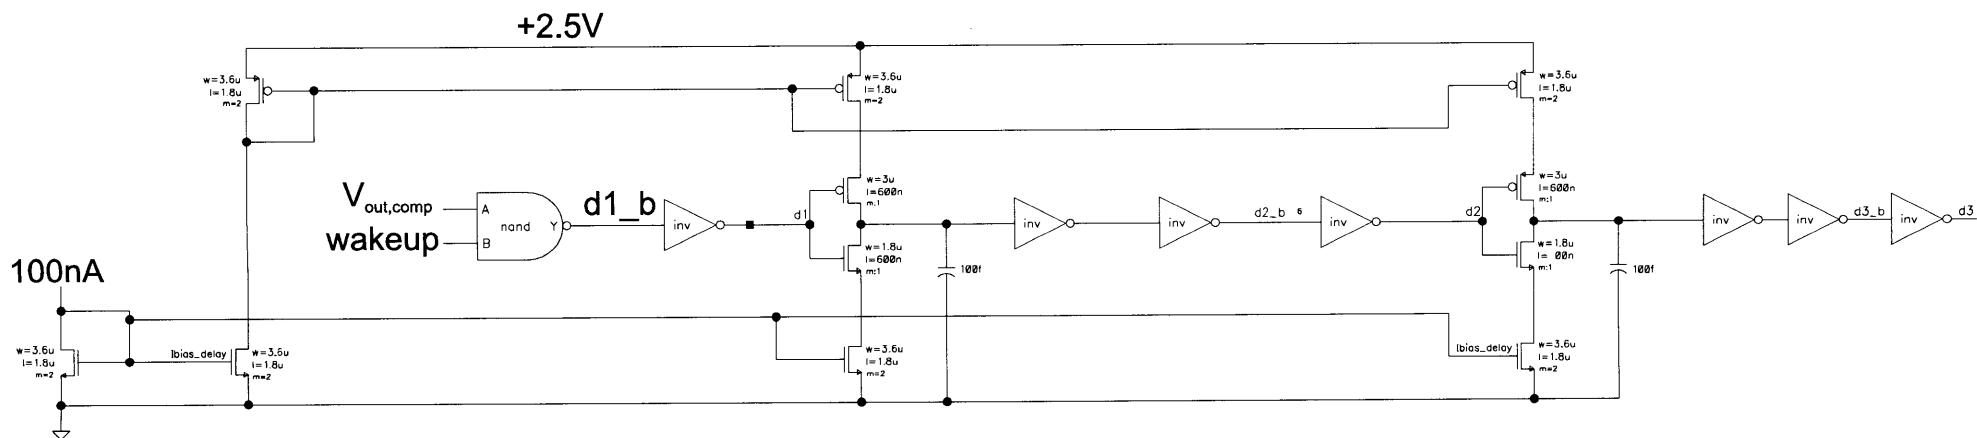 +2.5V
w=3.6u
l=1.8u
m=2
w=3.6u
l=1.8u
m=2
w=3.6u
l=1.8u
m=2
Vout,comp
wakeup
A
B
nand
Y
d1_b
inv
d1
w=3u
l=600n
m:1
w=1.8u
l=600n
m:1
100f
inv
inv
d2_b
6
inv
d2
w=3u
l=600n
m:1
w=1.8u
l= 00n
m:1
100f
inv
inv
d3_b
inv
d3
100nA
w=3.6u
l=1.8u
m=2
Ibias_delay
w=3.6u
l=1.8u
m=2
w=3.6u
l=1.8u
m=2
Ibias_delay
w=3.6u
l=1.8u
m=2